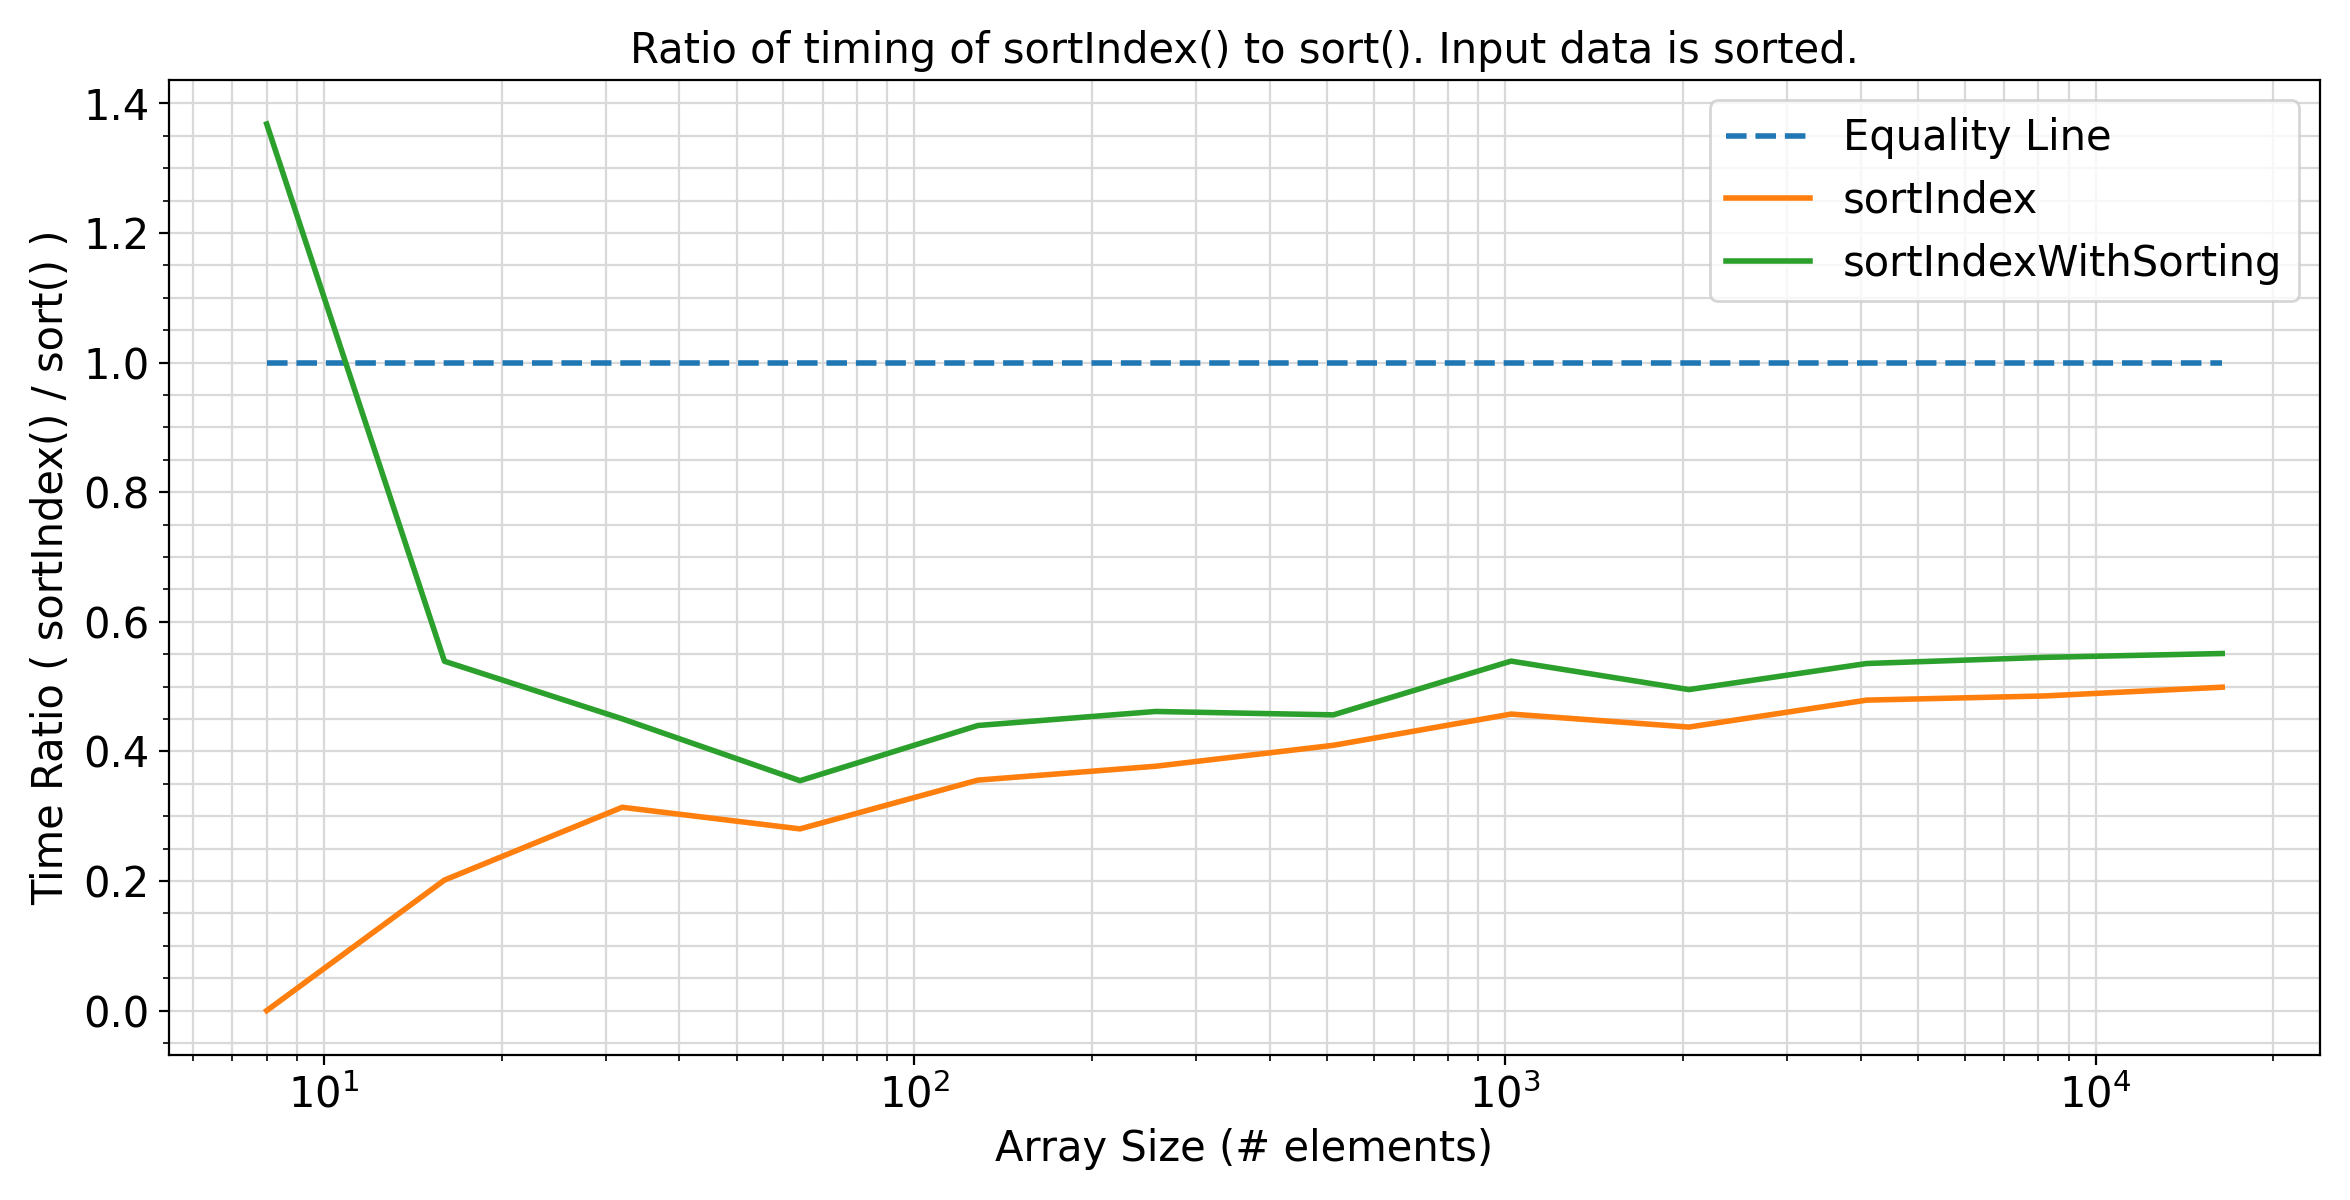 Ratio of timing of sortIndex() to sort(). Input data is sorted.
Time Ratio ( sortIndex() / sort() )
1.4
1.2
1.0
0.8
0.6
0.4
0.2
0.0
Equality Line
sortIndex
sortIndexWithSorting
10¹
10²
10³
10⁴
Array Size (# elements)